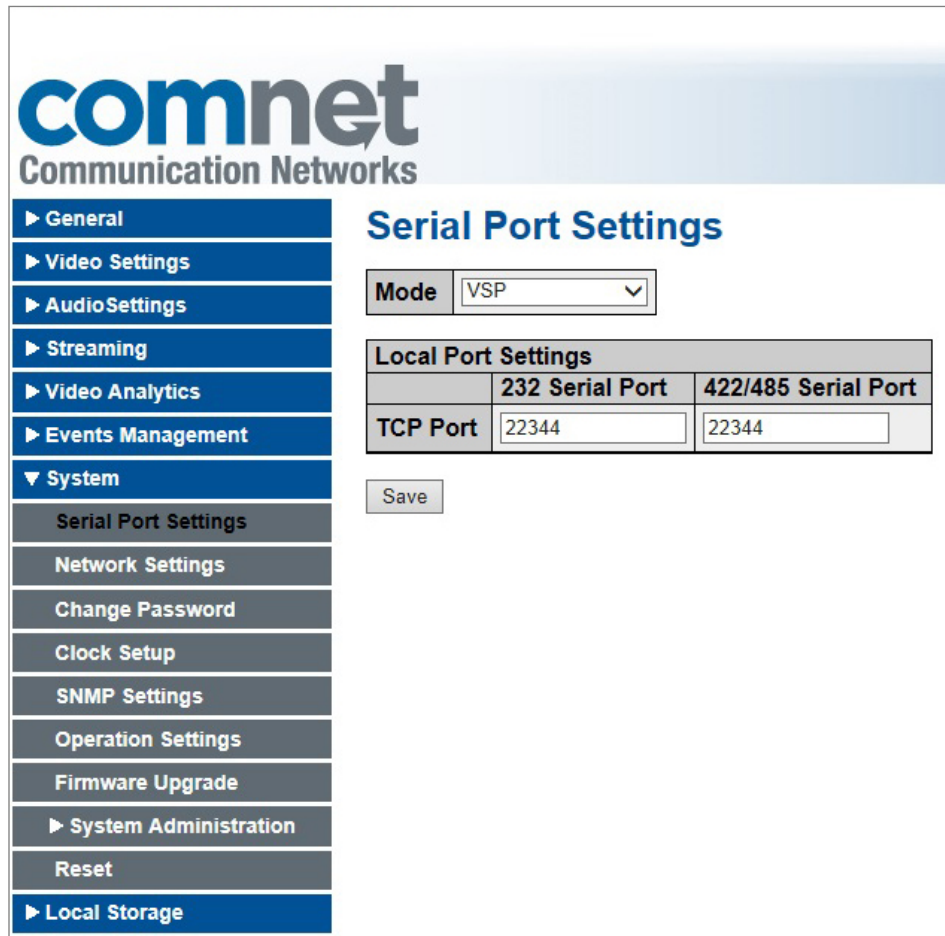 comnet
Communication Networks
General
Video Settings
AudioSettings
Streaming
Video Analytics
Events Management
System
Serial Port Settings
Network Settings
Change Password
Clock Setup
SNMP Settings
Operation Settings
Firmware Upgrade
System Administration
Reset
Local Storage
Serial Port Settings
Mode VSP
Local Port Settings
232 Serial Port 422/485 Serial Port
TCP Port 22344 22344
Save